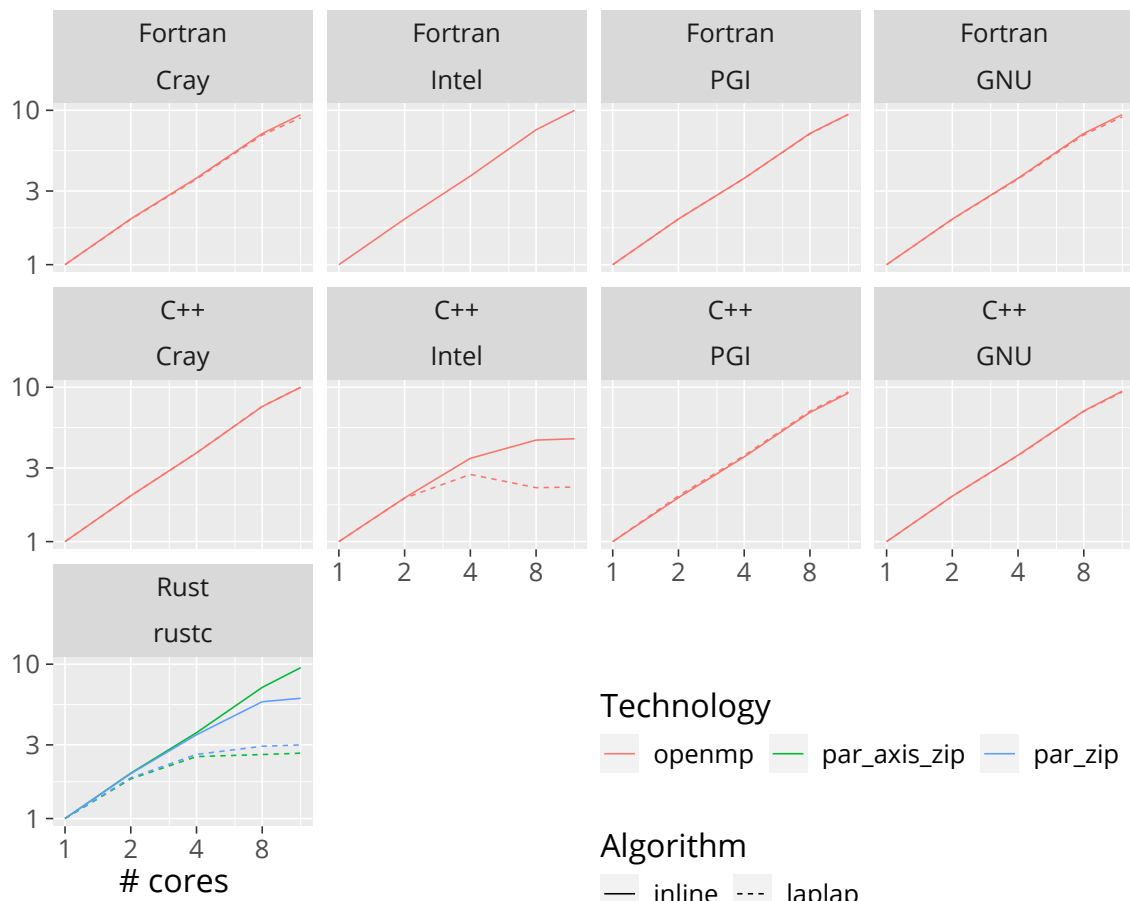 Fortran Fortran Fortran Fortran
Cray Intel PGI GNU
10
3
1
C++ C++ C++ C++
Cray Intel PGI GNU
10
3
1
1 2 4 8 1 2 4 8 1 2 4 8
Rust
rustc
10
3
1
1 2 4 8
# cores
Technology
openmp par_axis_zip par_zip
Algorithm
inline laplap